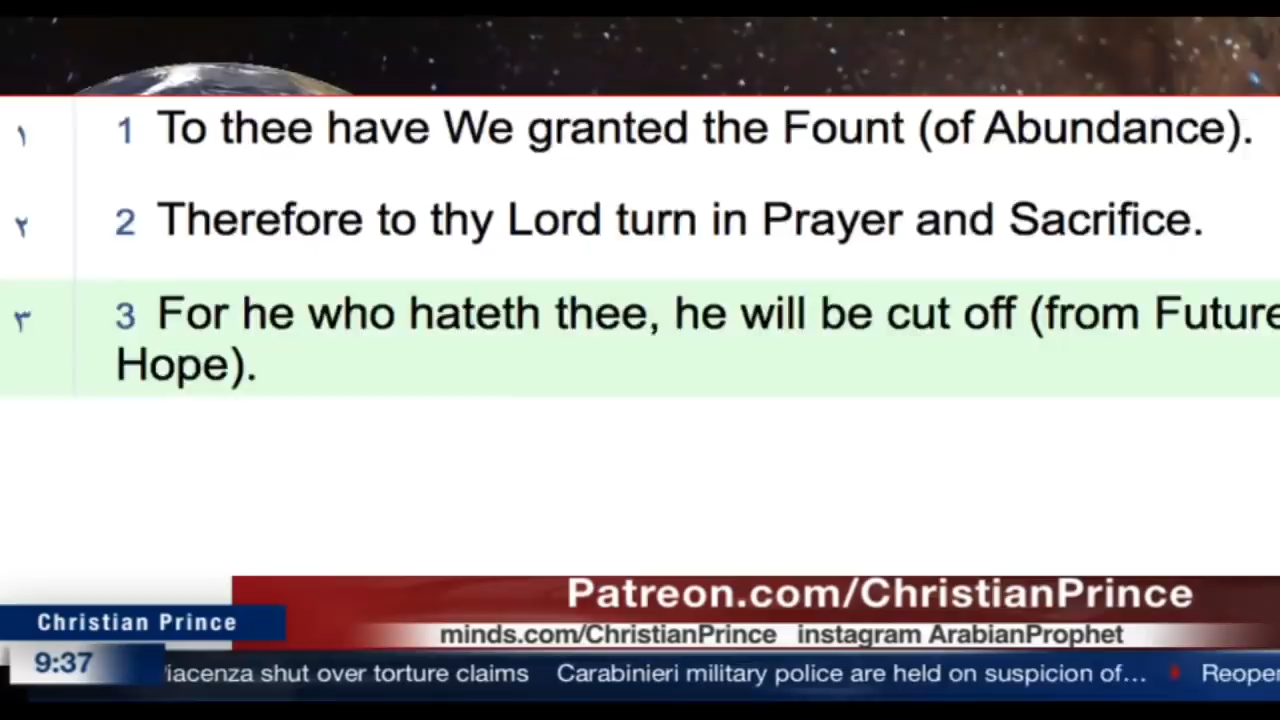 ١ 1 To thee have We granted the Fount (of Abundance).
٢ 2 Therefore to thy Lord turn in Prayer and Sacrifice.
٣ 3 For he who hateth thee, he will be cut off (from Future
Hope).
Patreon.com/ChristianPrince
Christian Prince
minds.com/ChristianPrince instagram ArabianProphet
9:37
iacenza shut over torture claims Carabinieri military police are held on suspicion of... Reoper